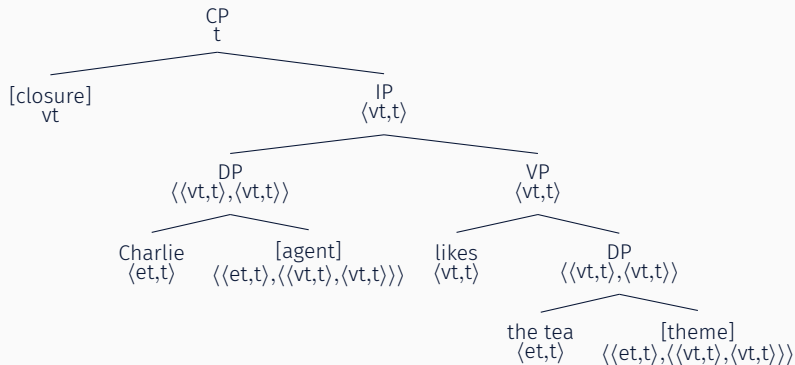 CP
t
[closure]
vt
IP
⟨vt,t⟩
DP
⟨⟨vt,t⟩,⟨vt,t⟩⟩
VP
⟨vt,t⟩
Charlie
⟨et,t⟩
[agent]
⟨⟨et,t⟩,⟨⟨vt,t⟩,⟨vt,t⟩⟩⟩
likes
⟨vt,t⟩
DP
⟨⟨vt,t⟩,⟨vt,t⟩⟩
the tea
⟨et,t⟩
[theme]
⟨⟨et,t⟩,⟨⟨vt,t⟩,⟨vt,t⟩⟩⟩